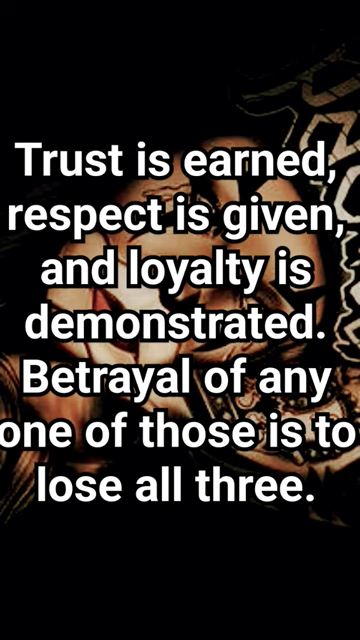 Trust is earned,
respect is given,
and loyalty is
demonstrated.
Betrayal of any
one of those is to
lose all three.